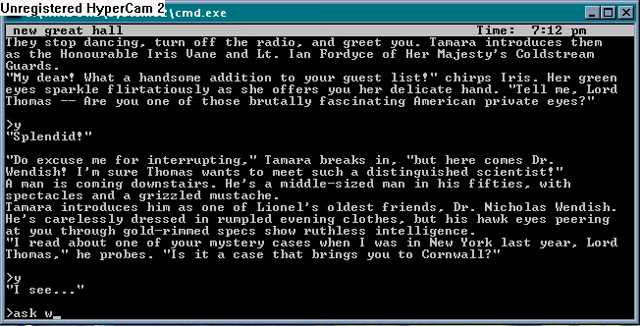 Unregistered HyperCam 2
cmd.exe
new great hall Time: 7:12 pm
They stop dancing, turn off the radio, and greet you. Tamara introduces them
as the Honourable Iris Vane and Lt. Ian Fordyce of Her Majesty's Coldstream
Guards.
"My dear! What a handsome addition to your guest list!" chirps Iris. Her green
eyes sparkle flirtatiously as she offers you her delicate hand. "Tell me, Lord
Thomas -- Are you one of those brutally fascinating American private eyes?"
>y
"Splendid!"
"Do excuse me for interrupting," Tamara breaks in, "but here comes Dr.
Wendish! I'm sure Thomas wants to meet such a distinguished scientist!"
A man is coming downstairs. He's a middle-sized man in his fifties, with
spectacles and a grizzled mustache.
Tamara introduces him as one of Lionel's oldest friends, Dr. Nicholas Wendish.
He's carelessly dressed in rumpled evening clothes, but his hawk eyes peering
at you through gold-rimmed specs show ruthless intelligence.
"I read about one of your mystery cases when I was in New York last year, Lord
Thomas," he probes. "Is it a case that brings you to Cornwall?"
>y
"I see..."
>ask w_